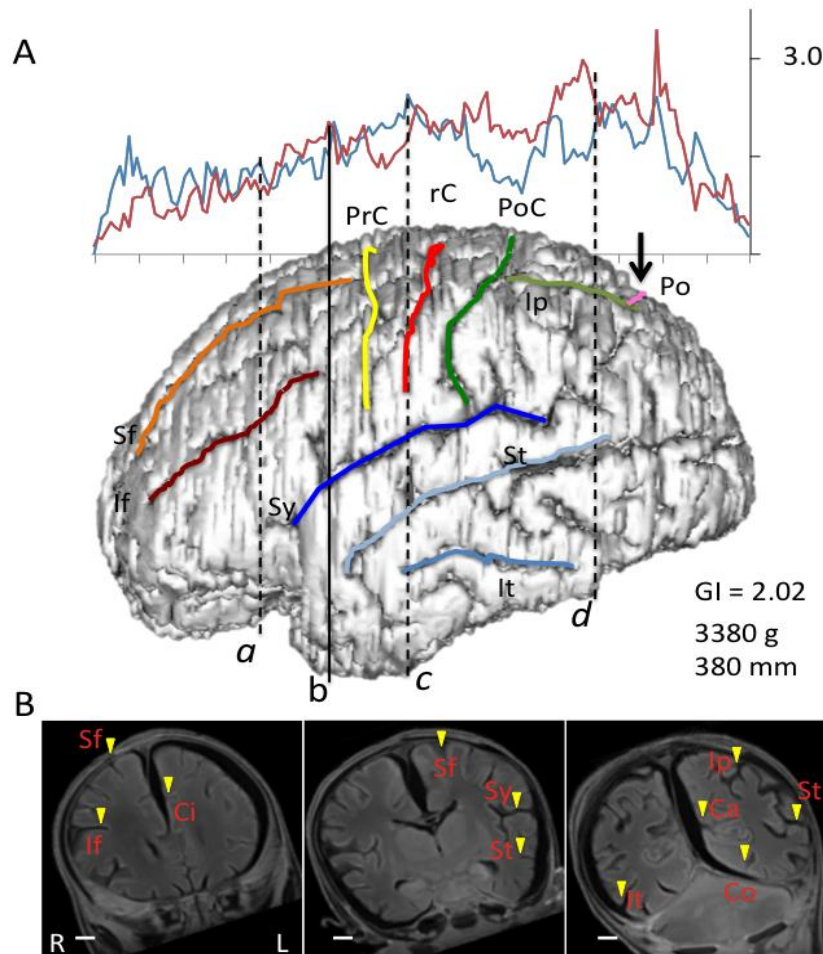 A
3.0
PrC
rC
PoC
Ip
Po
Sf
If
Sy
St
It
a
b
c
d
GI = 2.02
3380 g
380 mm
B
Sf
Ci
If
R
L
Sf
Sy
St
Ip
St
Ca
It
Co